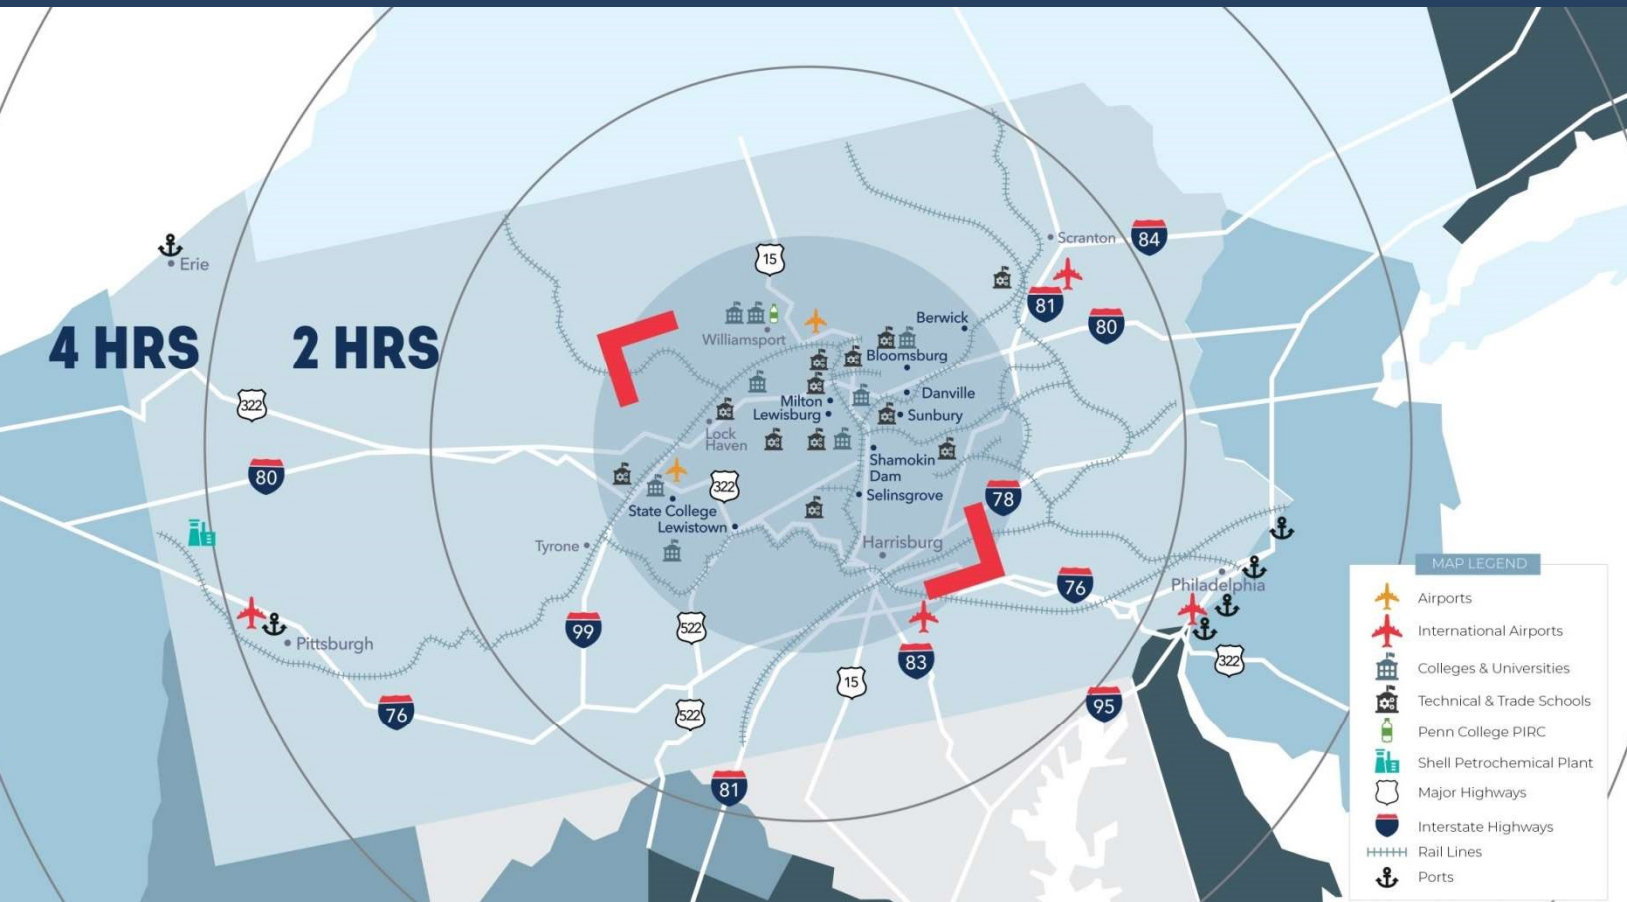 15
Scranton
84
Erie
81
80
Berwick
Williamsport
4 HRS
2 HRS
Bloomsburg
322
Danville
Milton
Lewisburg
Sunbury
Lock
Haven
Shamokin
Dam
80
322
78
Selinsgrove
State College
Lewistown
Tyrone
Harrisburg
76
Philadelphia
99
522
Pittsburgh
83
322
15
76
522
95
81
MAP LEGEND
Airports
International Airports
Colleges & Universities
Technical & Trade Schools
Penn College PIRC
Shell Petrochemical Plant
Major Highways
Interstate Highways
Rail Lines
Ports